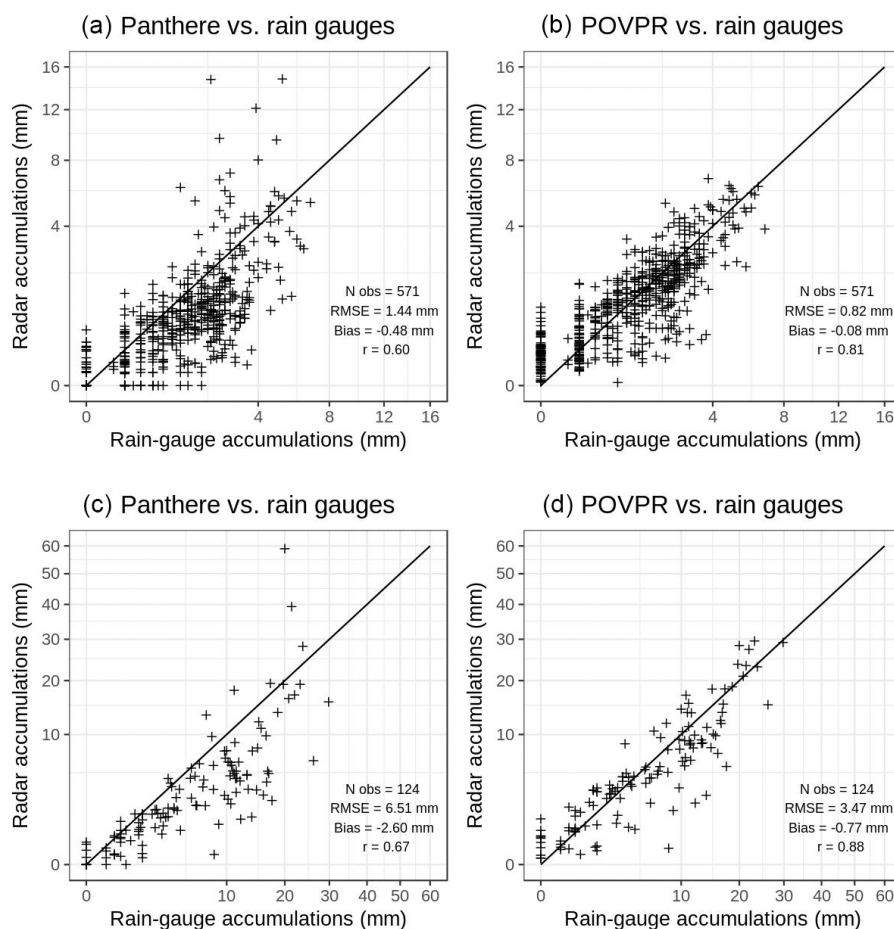 (a) Panthere vs. rain gauges
Radar accumulations (mm)
16
12
8
4
0
N obs = 571
RMSE = 1.44 mm
Bias = -0.48 mm
r = 0.60
0 4 8 12 16
Rain-gauge accumulations (mm)
(b) POVPR vs. rain gauges
Radar accumulations (mm)
16
12
8
4
0
N obs = 571
RMSE = 0.82 mm
Bias = -0.08 mm
r = 0.81
0 4 8 12 16
Rain-gauge accumulations (mm)
(c) Panthere vs. rain gauges
Radar accumulations (mm)
60
50
40
30
20
10
0
N obs = 124
RMSE = 6.51 mm
Bias = -2.60 mm
r = 0.67
0 10 20 30 40 50 60
Rain-gauge accumulations (mm)
(d) POVPR vs. rain gauges
Radar accumulations (mm)
60
50
40
30
20
10
0
N obs = 124
RMSE = 3.47 mm
Bias = -0.77 mm
r = 0.88
0 10 20 30 40 50 60
Rain-gauge accumulations (mm)